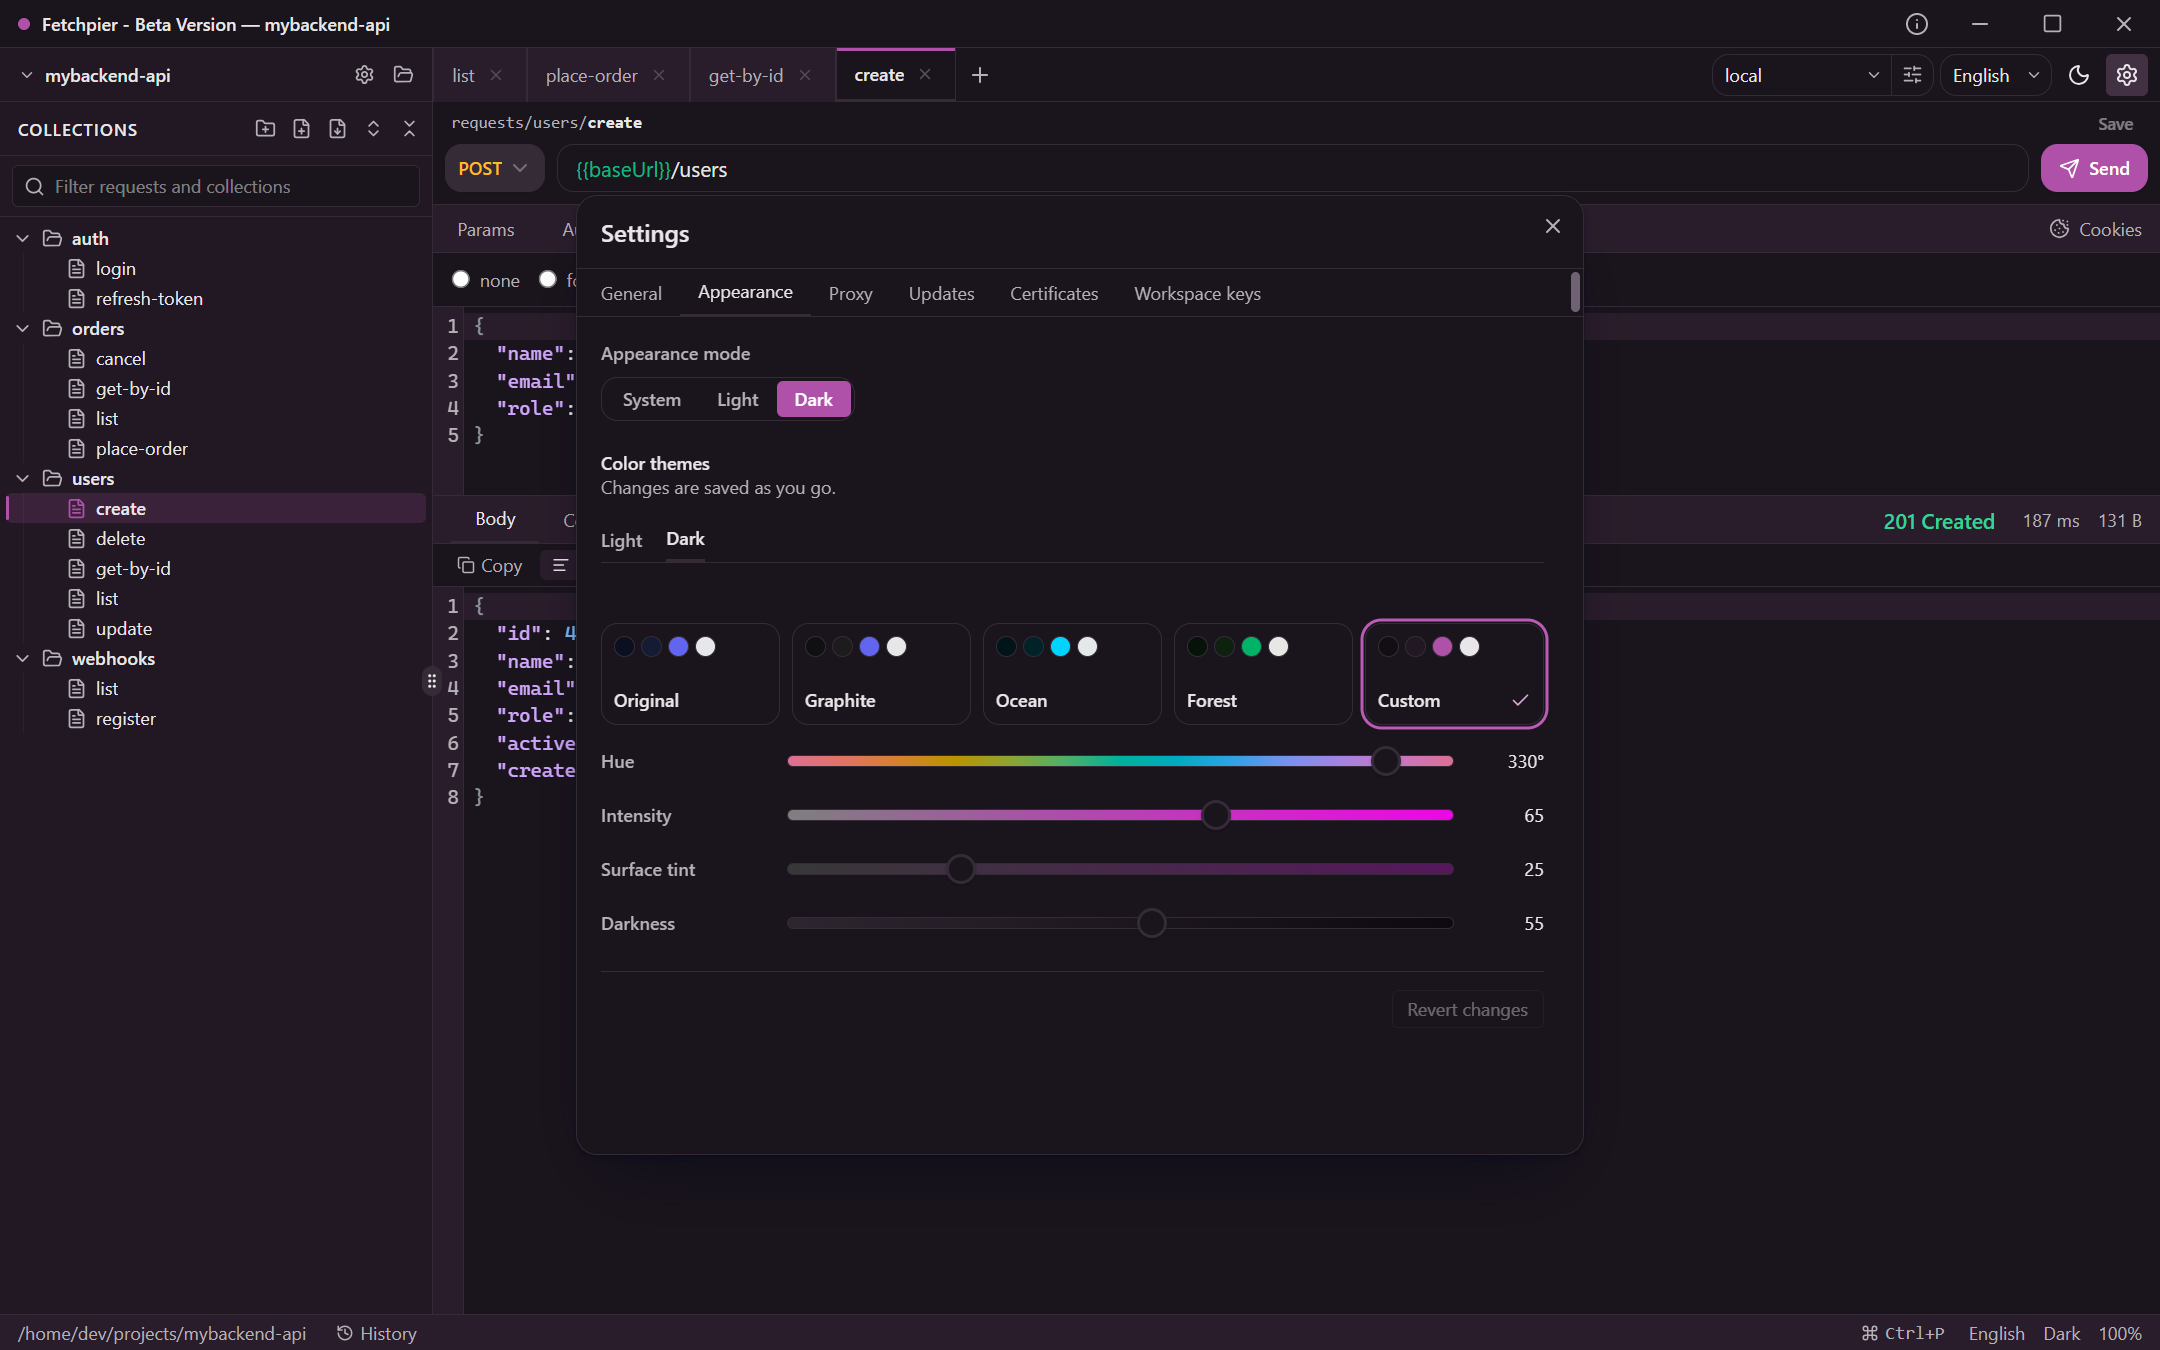 Fetchpier - Beta Version — mybackend-api
mybackend-api
list
place-order
get-by-id
create
local
English
COLLECTIONS
Filter requests and collections
auth
login
refresh-token
orders
cancel
get-by-id
list
place-order
users
create
delete
get-by-id
list
update
webhooks
list
register
requests/users/create
Save
POST
{{baseUrl}}/users
Send
Params
Cookies
none
1 {
2 "name":
3 "email"
4 "role":
5 }
Body
201 Created 187 ms 131 B
Copy
1 {
2 "id": 4
3 "name":
4 "email"
5 "role":
6 "active
7 "create
8 }
Settings
General Appearance Proxy Updates Certificates Workspace keys
Appearance mode
System Light Dark
Color themes
Changes are saved as you go.
Light Dark
Original Graphite Ocean Forest Custom
Hue 330°
Intensity 65
Surface tint 25
Darkness 55
Revert changes
/home/dev/projects/mybackend-api History
Ctrl+P English Dark 100%